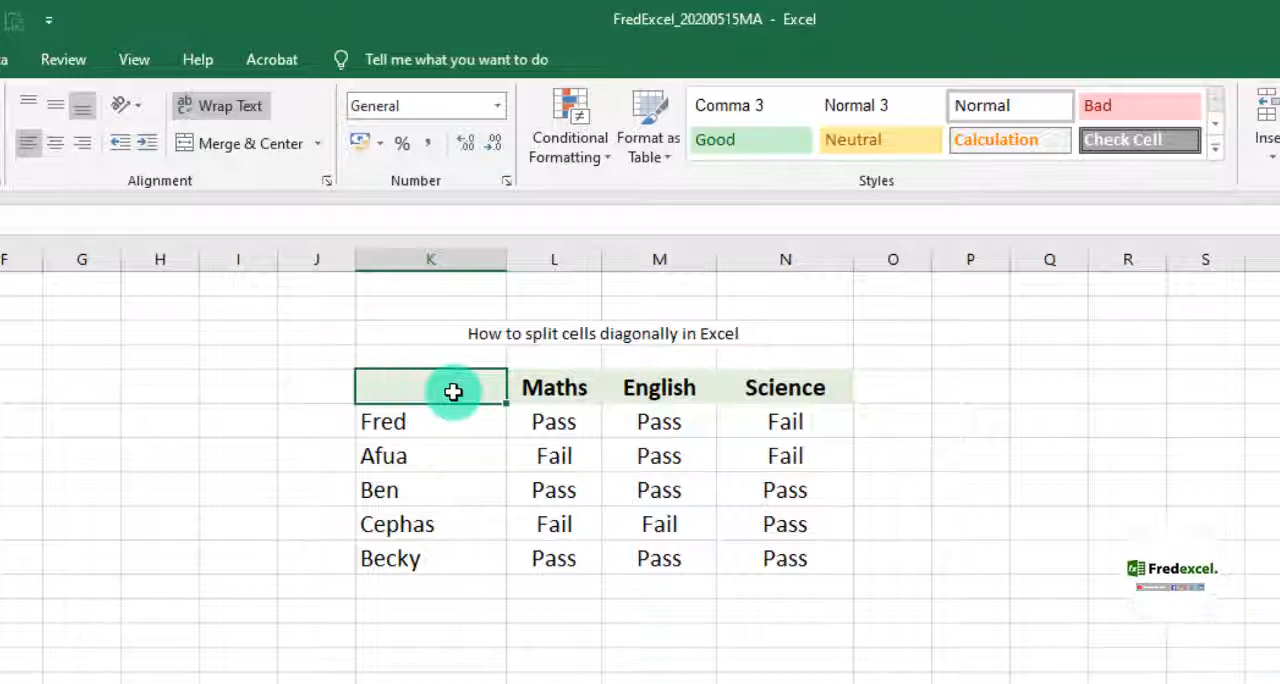 FredExcel_20200515MA - Excel
a Review View Help Acrobat Tell me what you want to do
ab Wrap Text General Comma 3 Normal 3 Normal Bad
Merge & Center % , Conditional Formatting Format as Table Good Neutral Calculation Check Cell Inse
Alignment Number Styles
F G H I J K L M N O P Q R S
How to split cells diagonally in Excel
Maths English Science
Fred Pass Pass Fail
Afua Fail Pass Fail
Ben Pass Pass Pass
Cephas Fail Fail Pass
Becky Pass Pass Pass
Fredexcel.